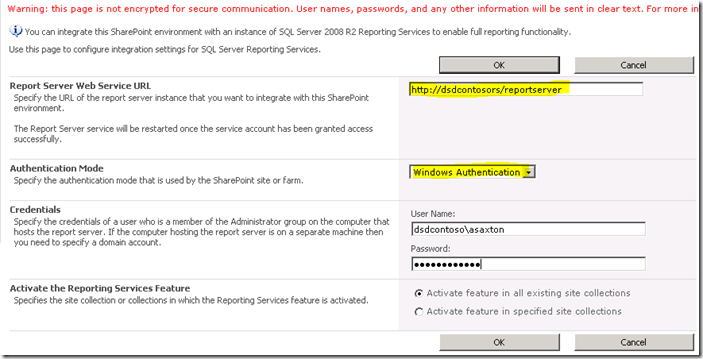 Warning: this page is not encrypted for secure communication. User names, passwords, and any other information will be sent in clear text. For more in
You can integrate this SharePoint environment with an instance of SQL Server 2008 R2 Reporting Services to enable full reporting functionality.
Use this page to configure integration settings for SQL Server Reporting Services.
OK Cancel
Report Server Web Service URL
Specify the URL of the report server instance that you want to integrate with this SharePoint
environment.
http://dsdcontosors/reportserver
The Report Server service will be restarted once the service account has been granted access
successfully.
Authentication Mode
Specify the authentication mode that is used by the SharePoint site or farm.
Windows Authentication
Credentials
Specify the credentials of a user who is a member of the Administrator group on the computer that
hosts the report server. If the computer hosting the report server is on a separate machine then
you need to specify a domain account.
User Name:
dsdcontoso\asaxton
Password:
••••••••••••
Activate the Reporting Services Feature
Specifies the site collection or collections in which the Reporting Services feature is activated.
Activate feature in all existing site collections
Activate feature in specified site collections
OK Cancel